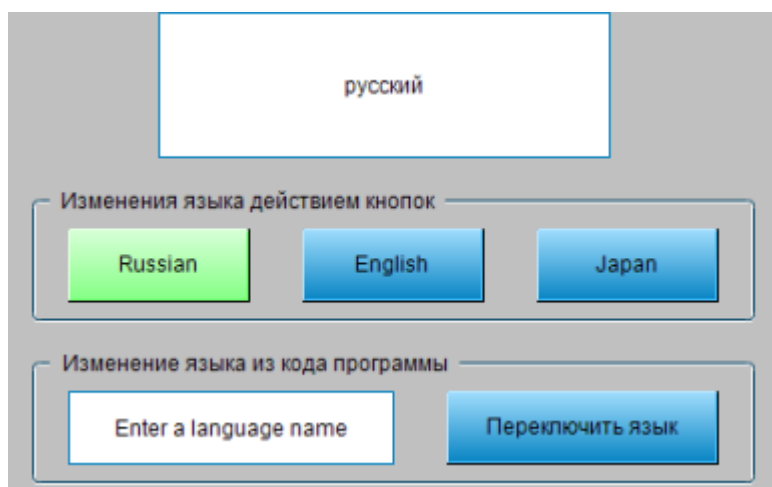 русский
Изменения языка действием кнопок
Russian English Japan
Изменение языка из кода программы
Enter a language name Переключить язык